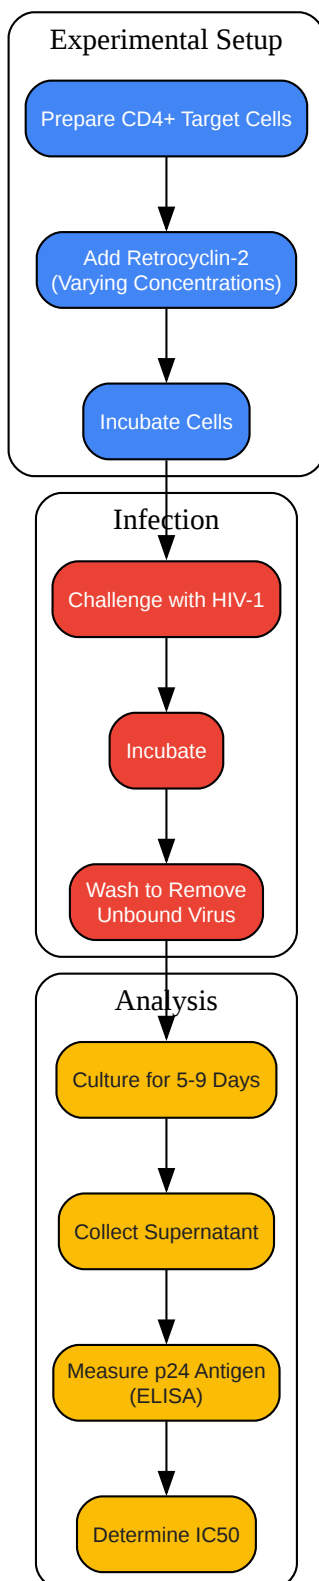 Experimental Setup
Prepare CD4+ Target Cells
Add Retrocyclin-2
(Varying Concentrations)
Incubate Cells
Infection
Challenge with HIV-1
Incubate
Wash to Remove
Unbound Virus
Analysis
Culture for 5-9 Days
Collect Supernatant
Measure p24 Antigen
(ELISA)
Determine IC50